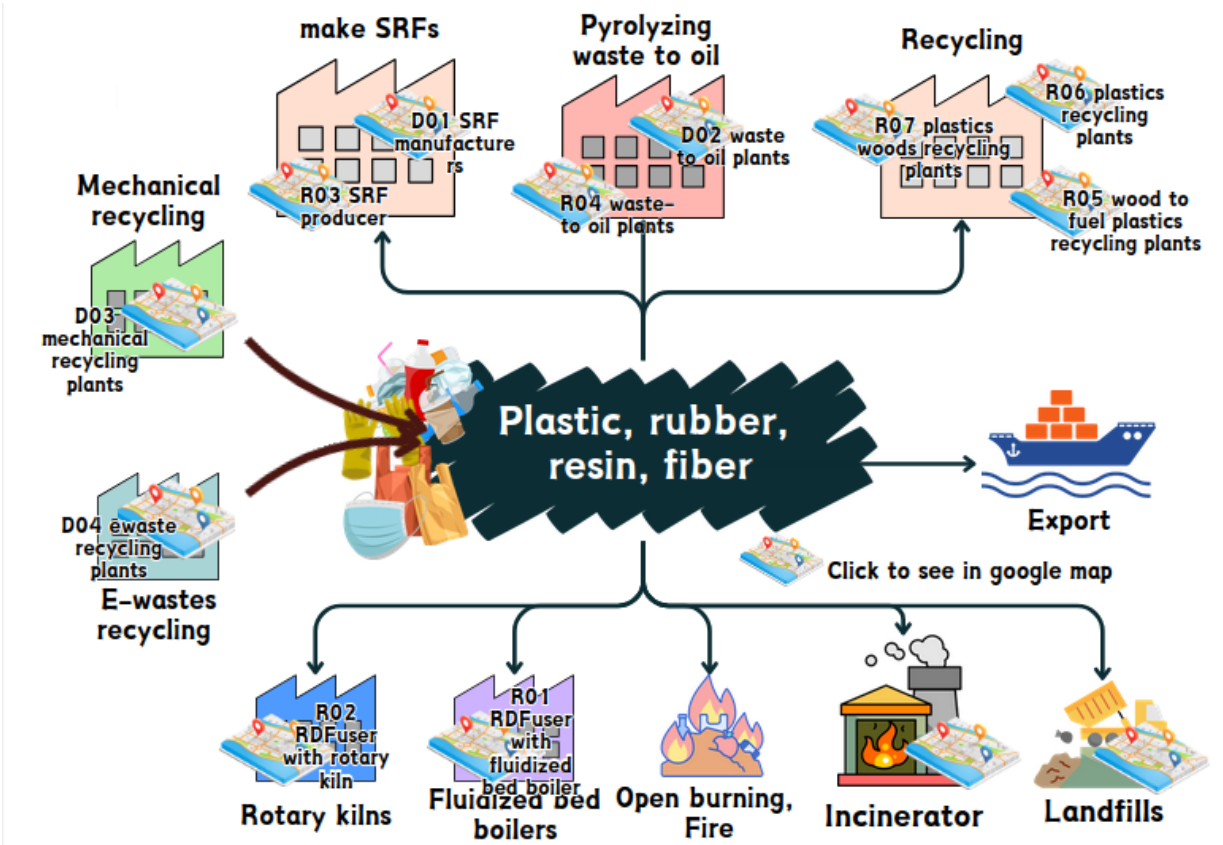 make SRFs
Pyrolyzing
waste to oil
Recycling
D01 SRF
manufacture
rs
R03 SRF
producer
D02 waste
to oil plants
R04 waste-
to oil plants
R07 plastics
woods recycling
plants
R06 plastics
recycling
plants
R05 wood to
fuel plastics
recycling plants
Mechanical
recycling
D03
mechanical
recycling
plants
Plastic, rubber,
resin, fiber
Export
D04 ewaste
recycling
plants
E-wastes
recycling
Click to see in google map
R02
RDFuser
with rotary
kiln
Rotary kilns
R01
RDFuser
with
fluidized
bed boiler
Fluidized bed
boilers
Open burning,
Fire
Incinerator
Landfills